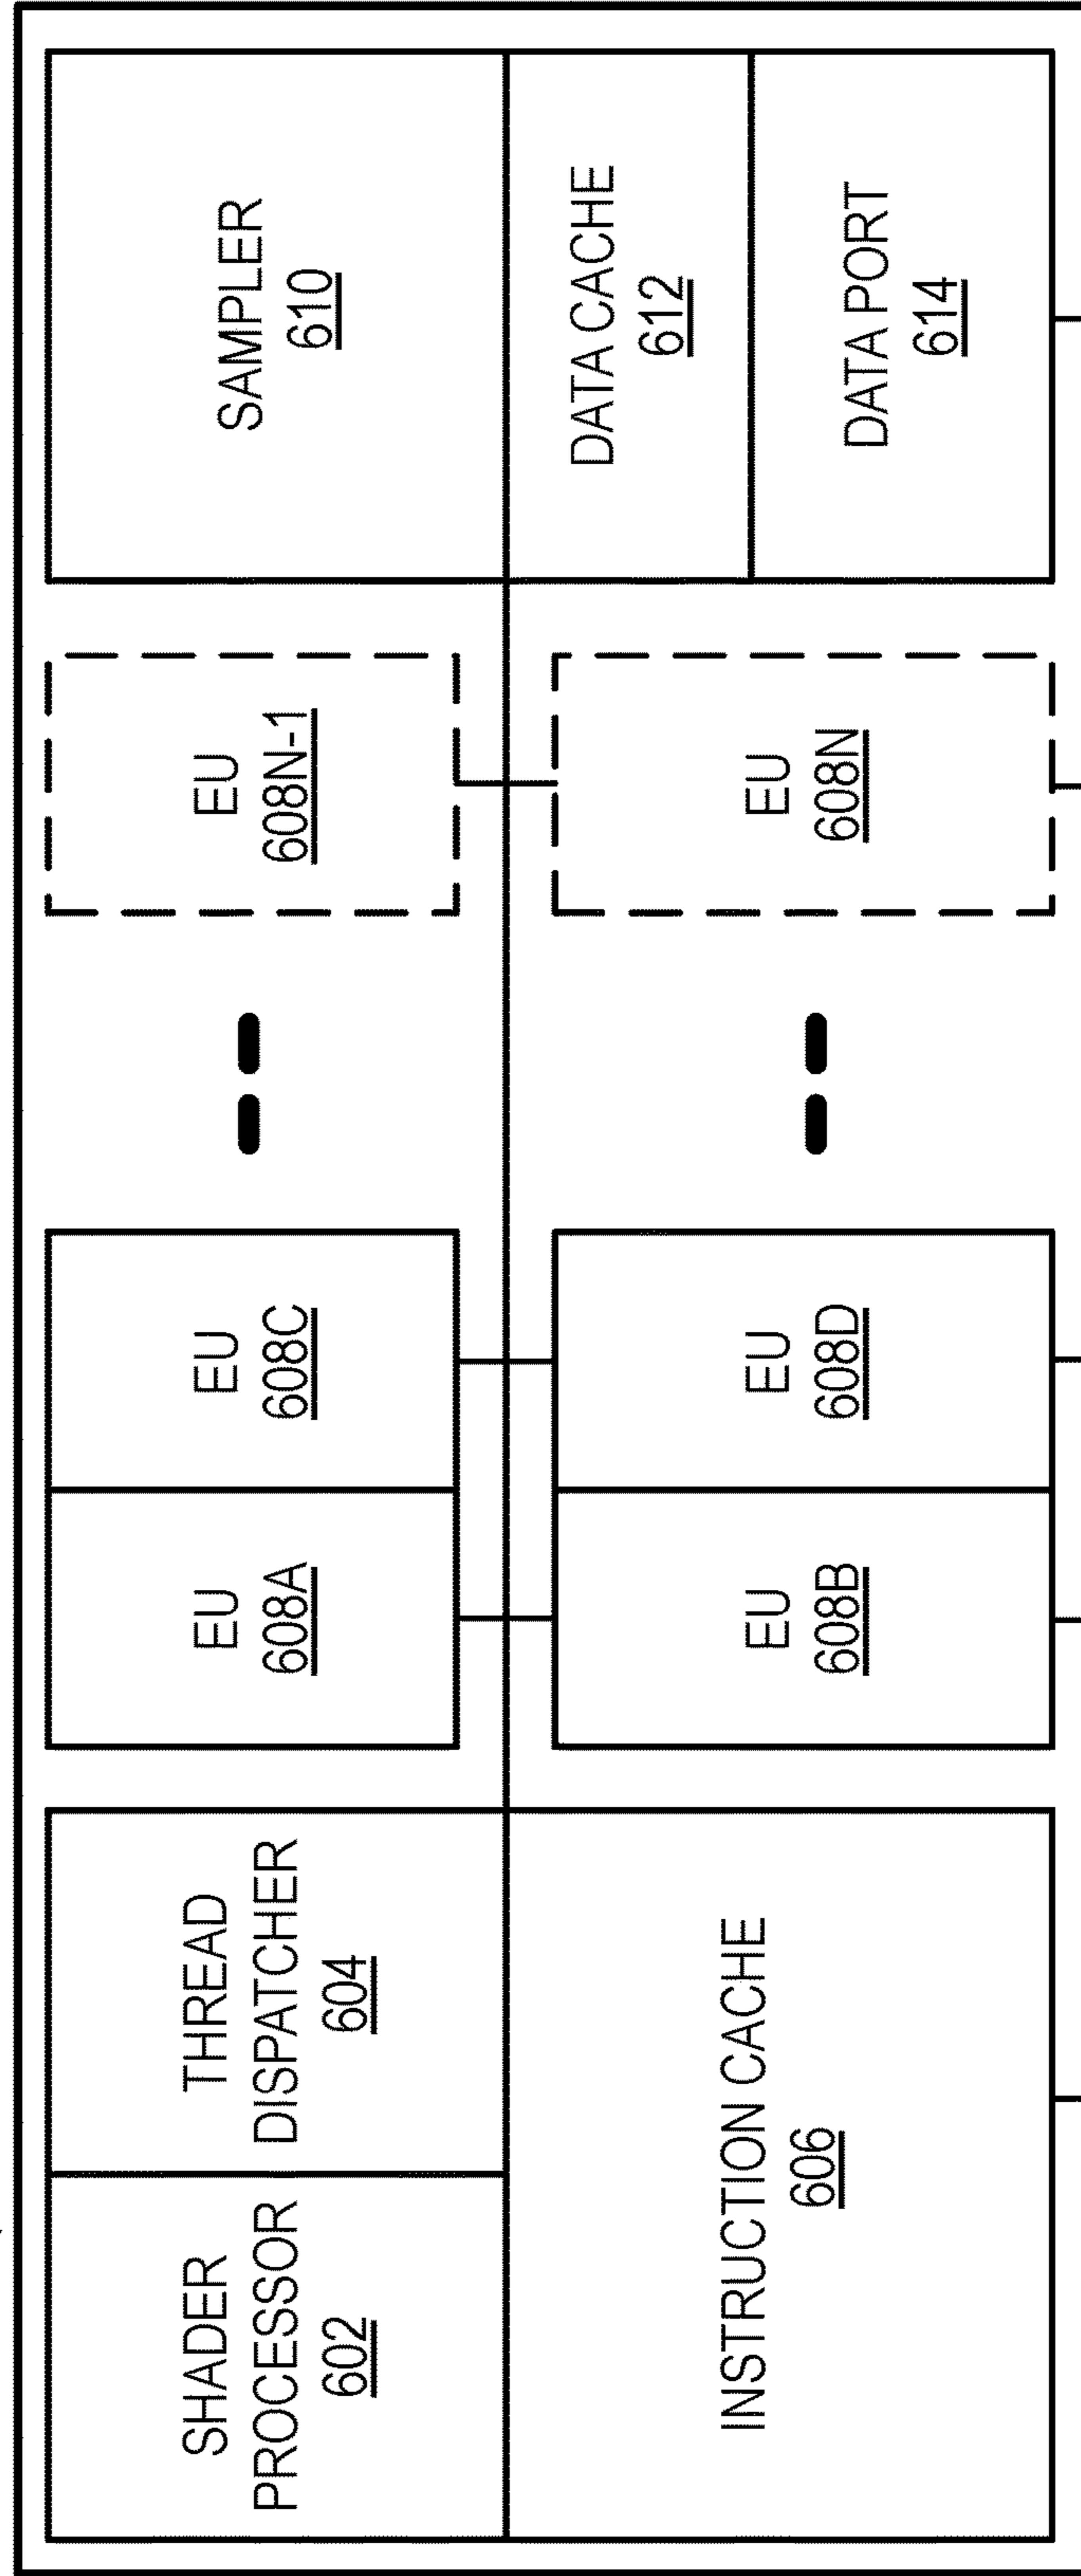 SHADER
PROCESSOR
602
THREAD
DISPATCHER
604
INSTRUCTION CACHE
606
EU
608A
EU
608C
EU
608B
EU
608D
EU
608N-1
EU
608N
SAMPLER
610
DATA CACHE
612
DATA PORT
614